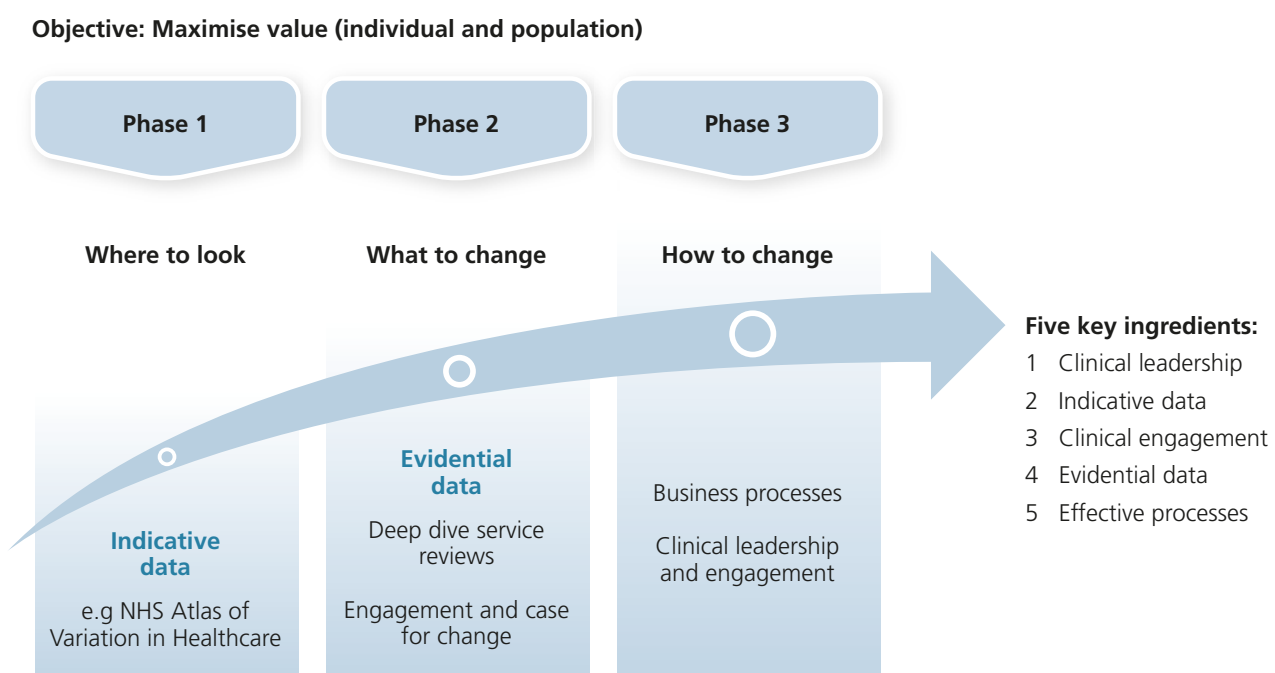 Objective: Maximise value (individual and population)
Phase 1
Phase 2
Phase 3
Where to look
What to change
How to change
Indicative
data
e.g NHS Atlas of
Variation in Healthcare
Evidential
data
Deep dive service
reviews
Engagement and case
for change
Business processes
Clinical leadership
and engagement
Five key ingredients:
1 Clinical leadership
2 Indicative data
3 Clinical engagement
4 Evidential data
5 Effective processes